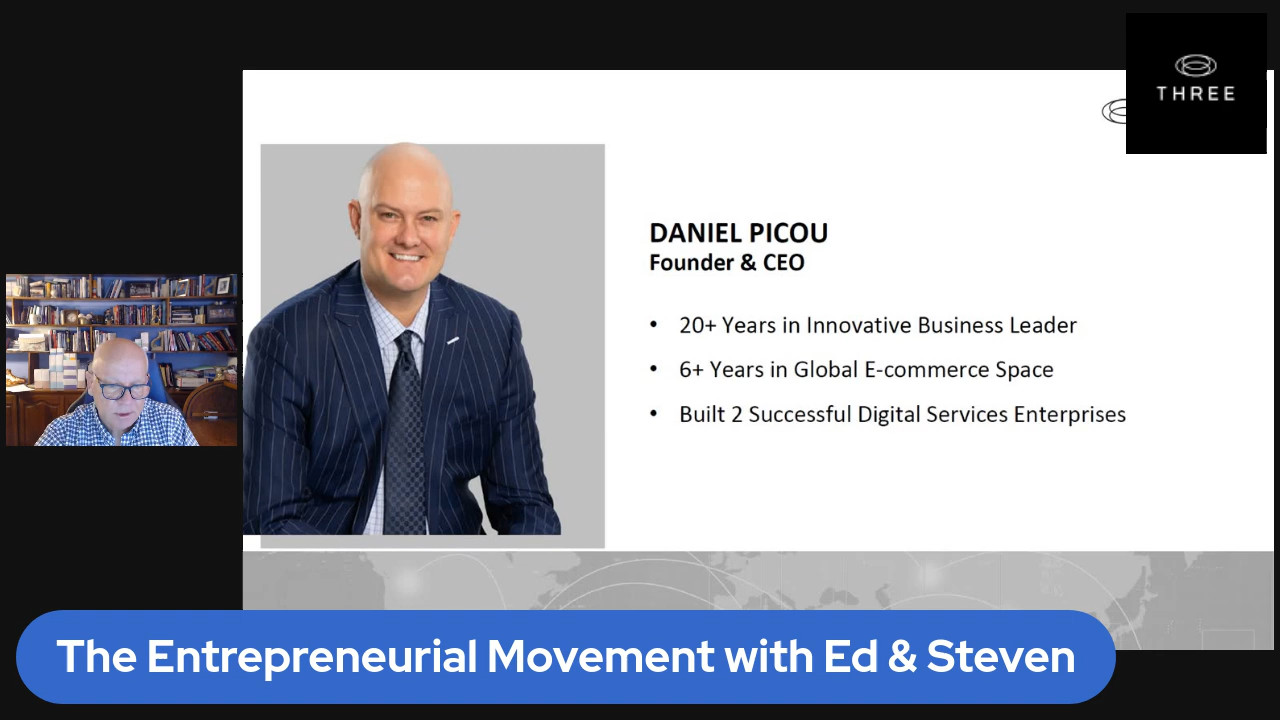 THREE
DANIEL PICOU
Founder & CEO
• 20+ Years in Innovative Business Leader
• 6+ Years in Global E-commerce Space
• Built 2 Successful Digital Services Enterprises
The Entrepreneurial Movement with Ed & Steven